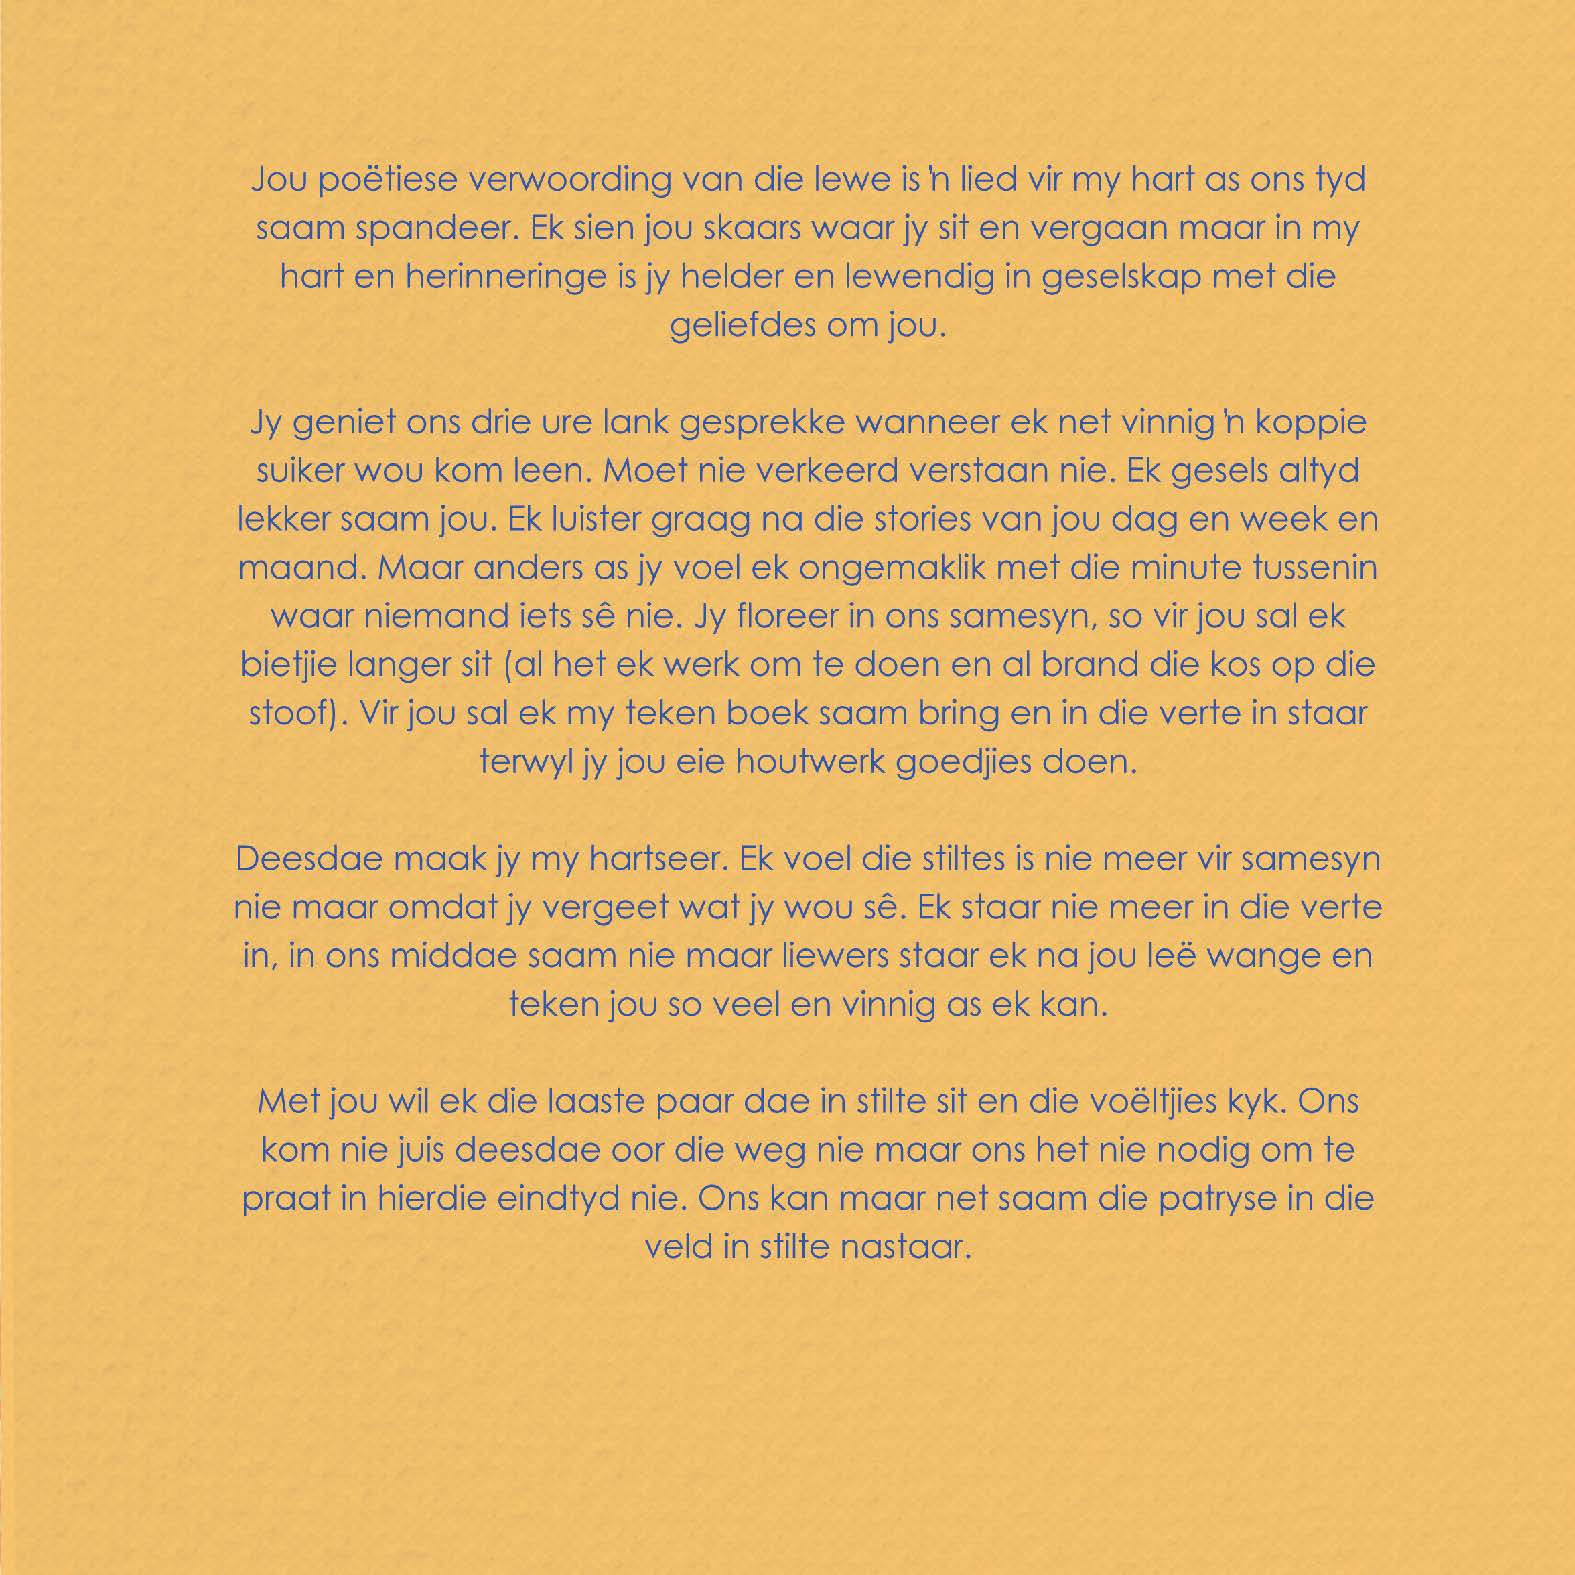 Jou poëtiese verwoording van die lewe is 'n lied vir my hart as ons tyd
saam spandeer. Ek sien jou skaars waar jy sit en vergaan maar in my
hart en herinneringe is jy helder en lewendig in geselskap met die
geliefdes om jou.
Jy geniet ons drie ure lank gesprekke wanneer ek net vinnig 'n koppie
suiker wou kom leen. Moet nie verkeerd verstaan nie. Ek gesels altyd
lekker saam jou. Ek luister graag na die stories van jou dag en week en
maand. Maar anders as jy voel ek ongemaklik met die minute tussenin
waar niemand iets sê nie. Jy floreer in ons samesyn, so vir jou sal ek
bietjie langer sit (al het ek werk om te doen en al brand die kos op die
stoof). Vir jou sal ek my teken boek saam bring en in die verte in staar
terwyl jy jou eie houtwerk goedjies doen.
Deesdae maak jy my hartseer. Ek voel die stiltes is nie meer vir samesyn
nie maar omdat jy vergeet wat jy wou sê. Ek staar nie meer in die verte
in, in ons middae saam nie maar liewers staar ek na jou leë wange en
teken jou so veel en vinnig as ek kan.
Met jou wil ek die laaste paar dae in stilte sit en die voëltjies kyk. Ons
kom nie juis deesdae oor die weg nie maar ons het nie nodig om te
praat in hierdie eindtyd nie. Ons kan maar net saam die patryse in die
veld in stilte nastaar.